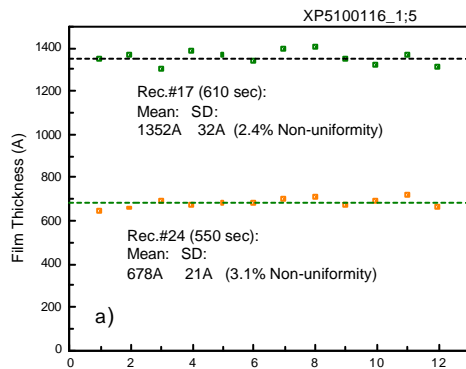 XP5100116_1;5
1400
1200
1000
800
600
400
200
0
Film Thickness (A)
Rec.#17 (610 sec):
Mean: SD:
1352A 32A (2.4% Non-uniformity)
Rec.#24 (550 sec):
Mean: SD:
678A 21A (3.1% Non-uniformity)
a)
0 2 4 6 8 10 12